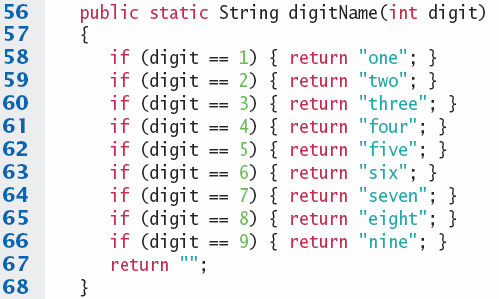 56 public static String digitName(int digit)
57 {
58 if (digit == 1) { return "one"; }
59 if (digit == 2) { return "two"; }
60 if (digit == 3) { return "three"; }
61 if (digit == 4) { return "four"; }
62 if (digit == 5) { return "five"; }
63 if (digit == 6) { return "six"; }
64 if (digit == 7) { return "seven"; }
65 if (digit == 8) { return "eight"; }
66 if (digit == 9) { return "nine"; }
67 return "";
68 }